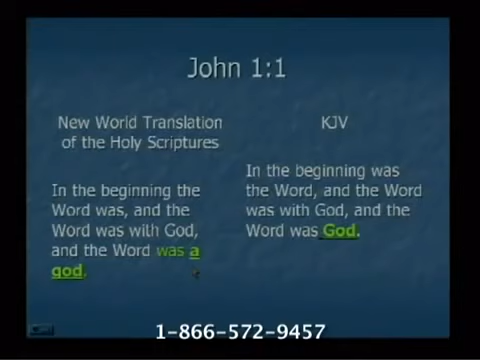 John 1:1
New World Translation
of the Holy Scriptures
In the beginning the
Word was, and the
Word was with God,
and the Word was a
god.
KJV
In the beginning was
the Word, and the Word
was with God, and the
Word was God.
1-866-572-9457